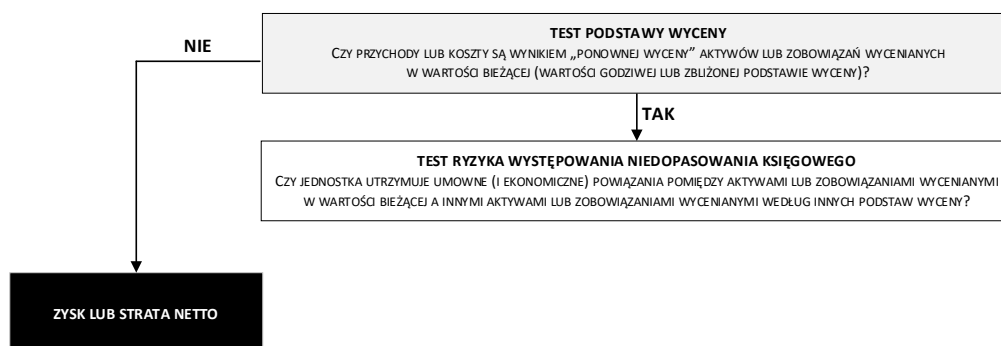 TEST PODSTAWY WYCENY
NIE
CZY PRZYCHODY LUB KOSZTY SĄ WYNIKIEM „PONOWNEJ WYCENY” AKTYWÓW LUB ZOBOWIĄZAŃ WYCENIANYCH
W WARTOŚCI BIEŻĄCEJ (WARTOŚCI GODZIWEJ LUB ZBLIŻONEJ PODSTAWIE WYCENY)?
TAK
TEST RYZYKA WYSTĘPOWANIA NIEDOPASOWANIA KSIĘGOWEGO
CZY JEDNOSTKA UTRZYMUJE UMOWNE (I EKONOMICZNE) POWIĄZANIA POMIĘDZY AKTYWAMI LUB ZOBOWIĄZANIAMI WYCENIANYMI
W WARTOŚCI BIEŻĄCEJ A INNYMI AKTYWAMI LUB ZOBOWIĄZANIAMI WYCENIANYMI WEDŁUG INNYCH PODSTAW WYCENY?
ZYSK LUB STRATA NETTO